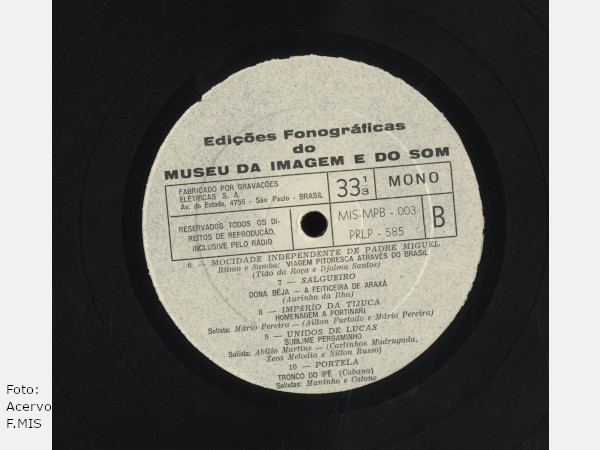 Edições Fonográficas
do
MUSEU DA IMAGEM E DO SOM
FABRICADO POR GRAVAÇÕES
ELÉTRICAS S. A.
Av. do Estado, 4755 - São Paulo - BRASIL
33 1/3
MONO
RESERVADOS TODOS OS DI-
REITOS DE REPRODUÇÃO,
INCLUSIVE PELO RÁDIO
MIS-MPB - 003
PRLP - 585
B
6 — MOCIDADE INDEPENDENTE DE PADRE MIGUEL
Ritmo e Samba: VIAGEM PITORESCA ATRAVÉS DO BRASIL
(Tião da Roça e Djalma Santos)
7 — SALGUEIRO
DONA BÊJA — A FEITICEIRA DE ARAXÁ
(Aurinho da Ilha)
8 — IMPÉRIO DA TIJUCA
HOMENAGEM A PORTINARI
Solista: Mário Pereira — (Ailton Furtado e Mário Pereira)
9 — UNIDOS DE LUCAS
SUBLIME PERGAMINHO
Solista: Abílio Martins — (Carlinhos Madrugada,
Zeca Melodia e Nilton Russo)
10 — PORTELA
TRONCO DO IPÊ (Cabana)
Solistas: Maninho e Catone
Foto:
Acervo
F.MIS